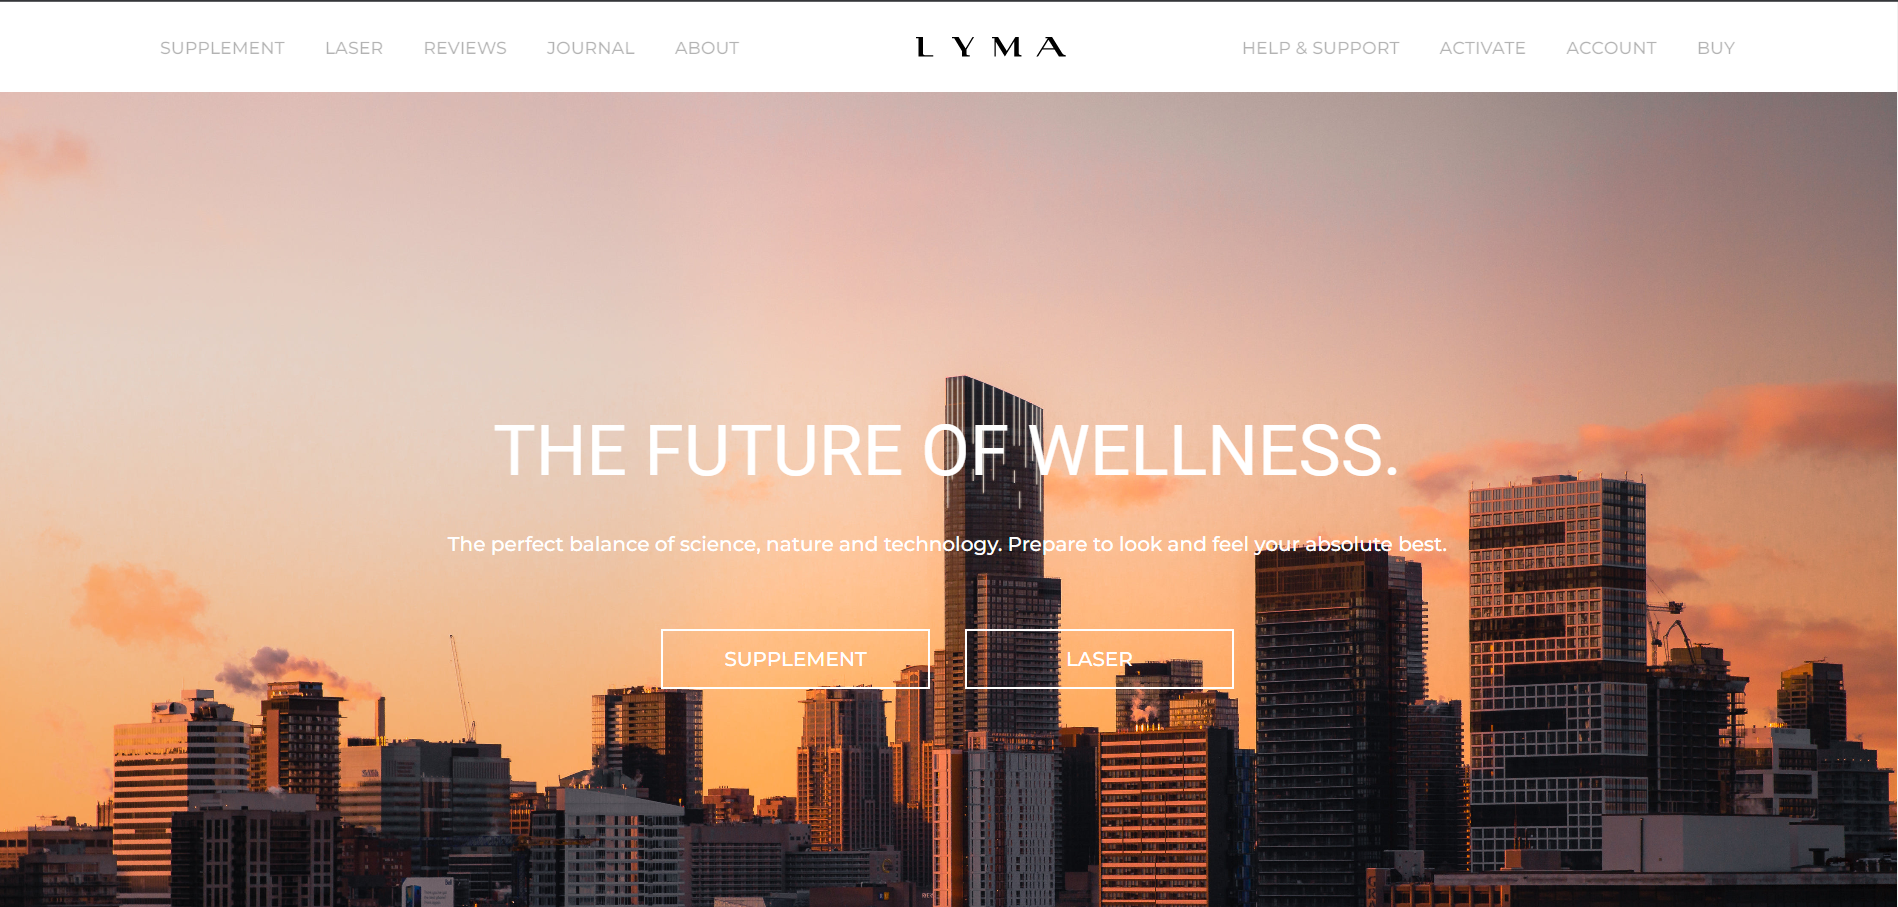 SUPPLEMENT LASER REVIEWS JOURNAL ABOUT LYMA HELP & SUPPORT ACTIVATE ACCOUNT BUY
THE FUTURE OF WELLNESS.
The perfect balance of science, nature and technology. Prepare to look and feel your absolute best.
SUPPLEMENT LASER